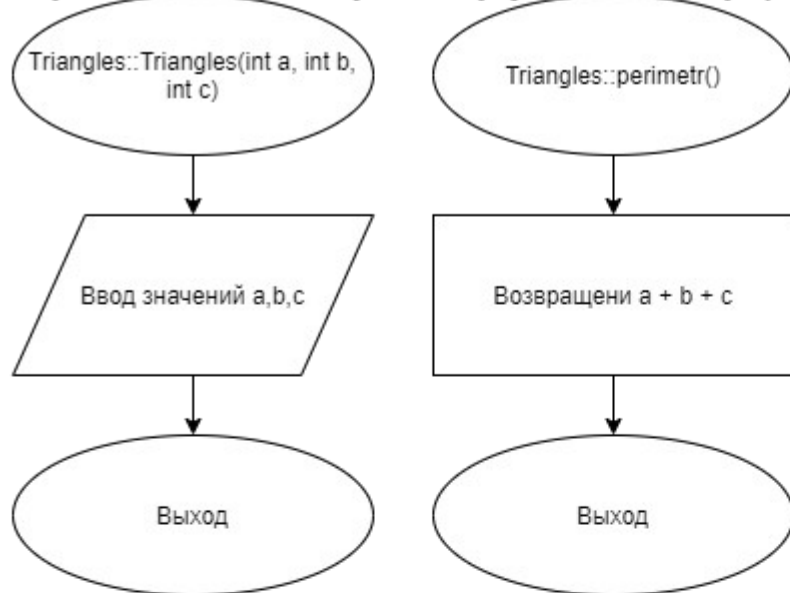 Triangles::Triangles(int a, int b,
int c)
Ввод значений a,b,c
Выход
Triangles::perimetr()
Возвращени a + b + c
Выход